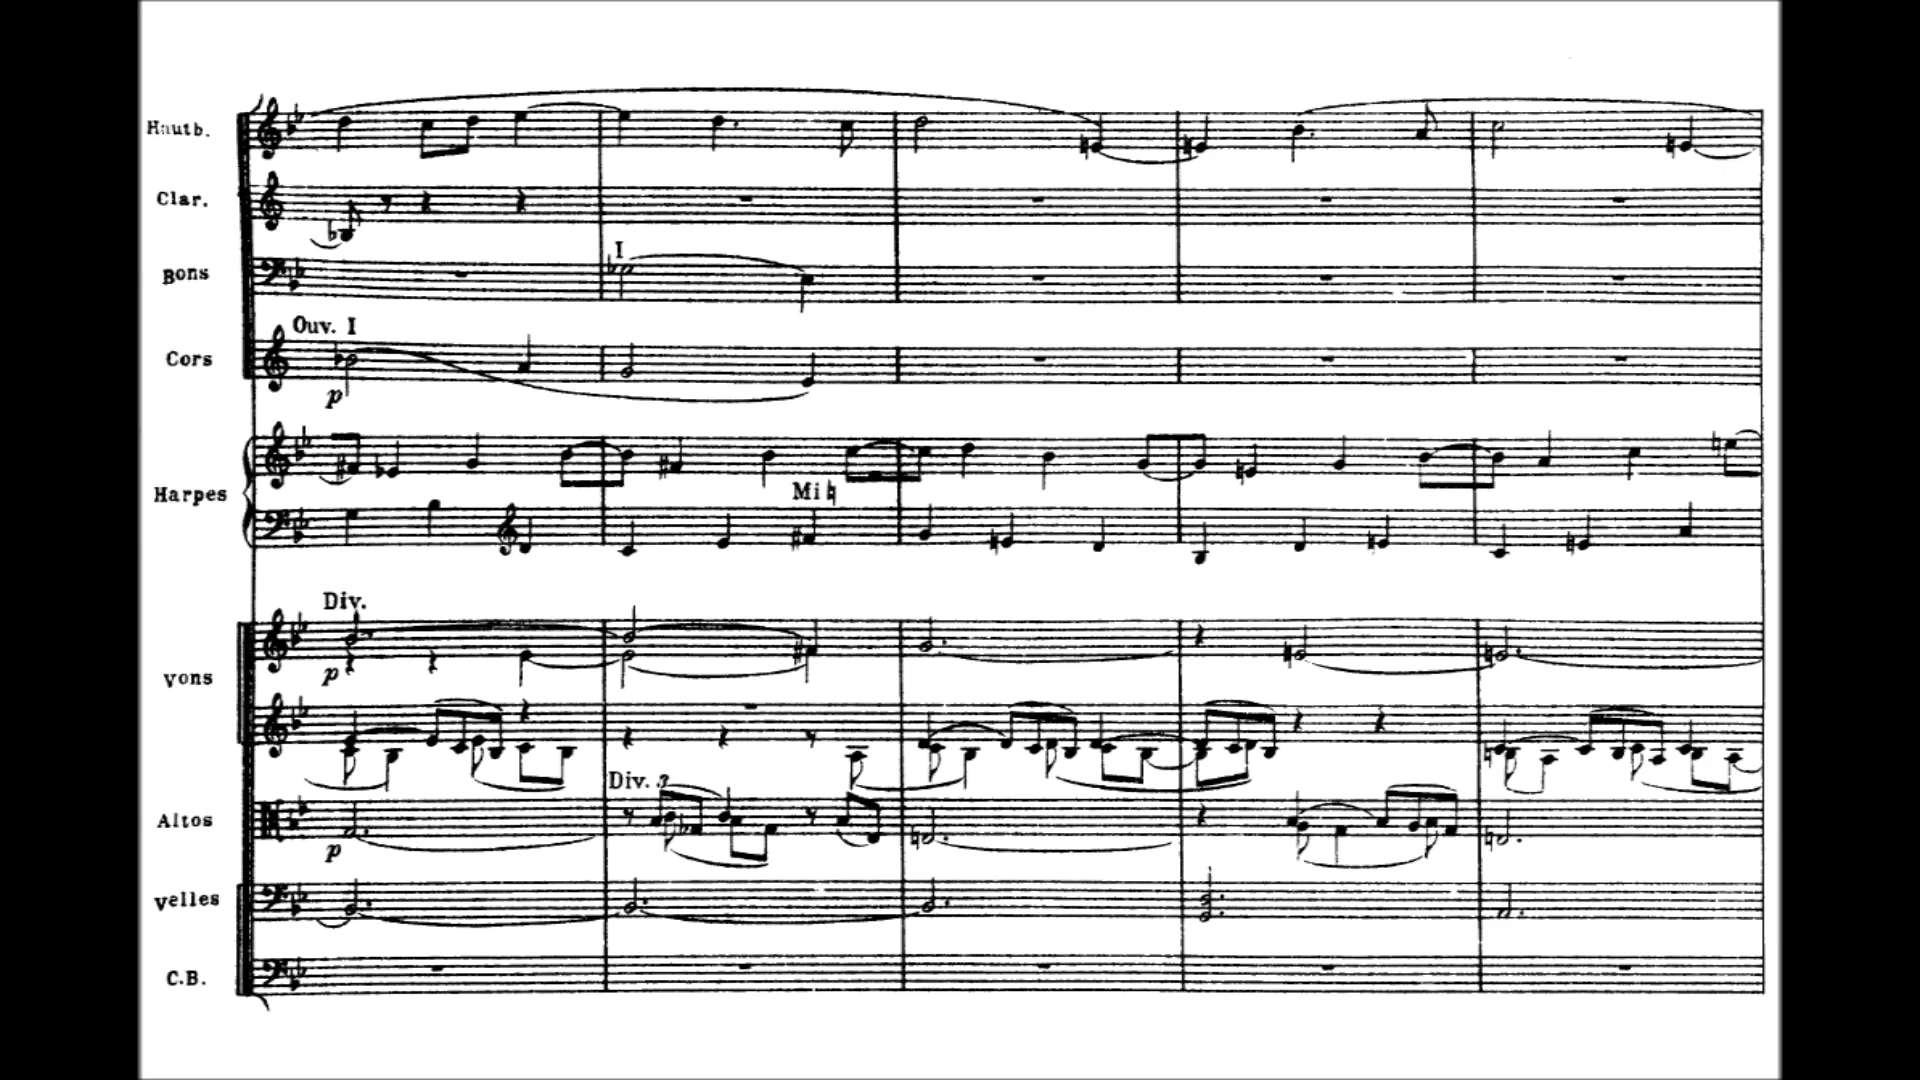 Hautb.
Clar.
I
Bons
Ouv. I
Cors
p
Harpes
Mi ♮
Div.
p
vons
Div. 3
Altos
p
velles
C.B.